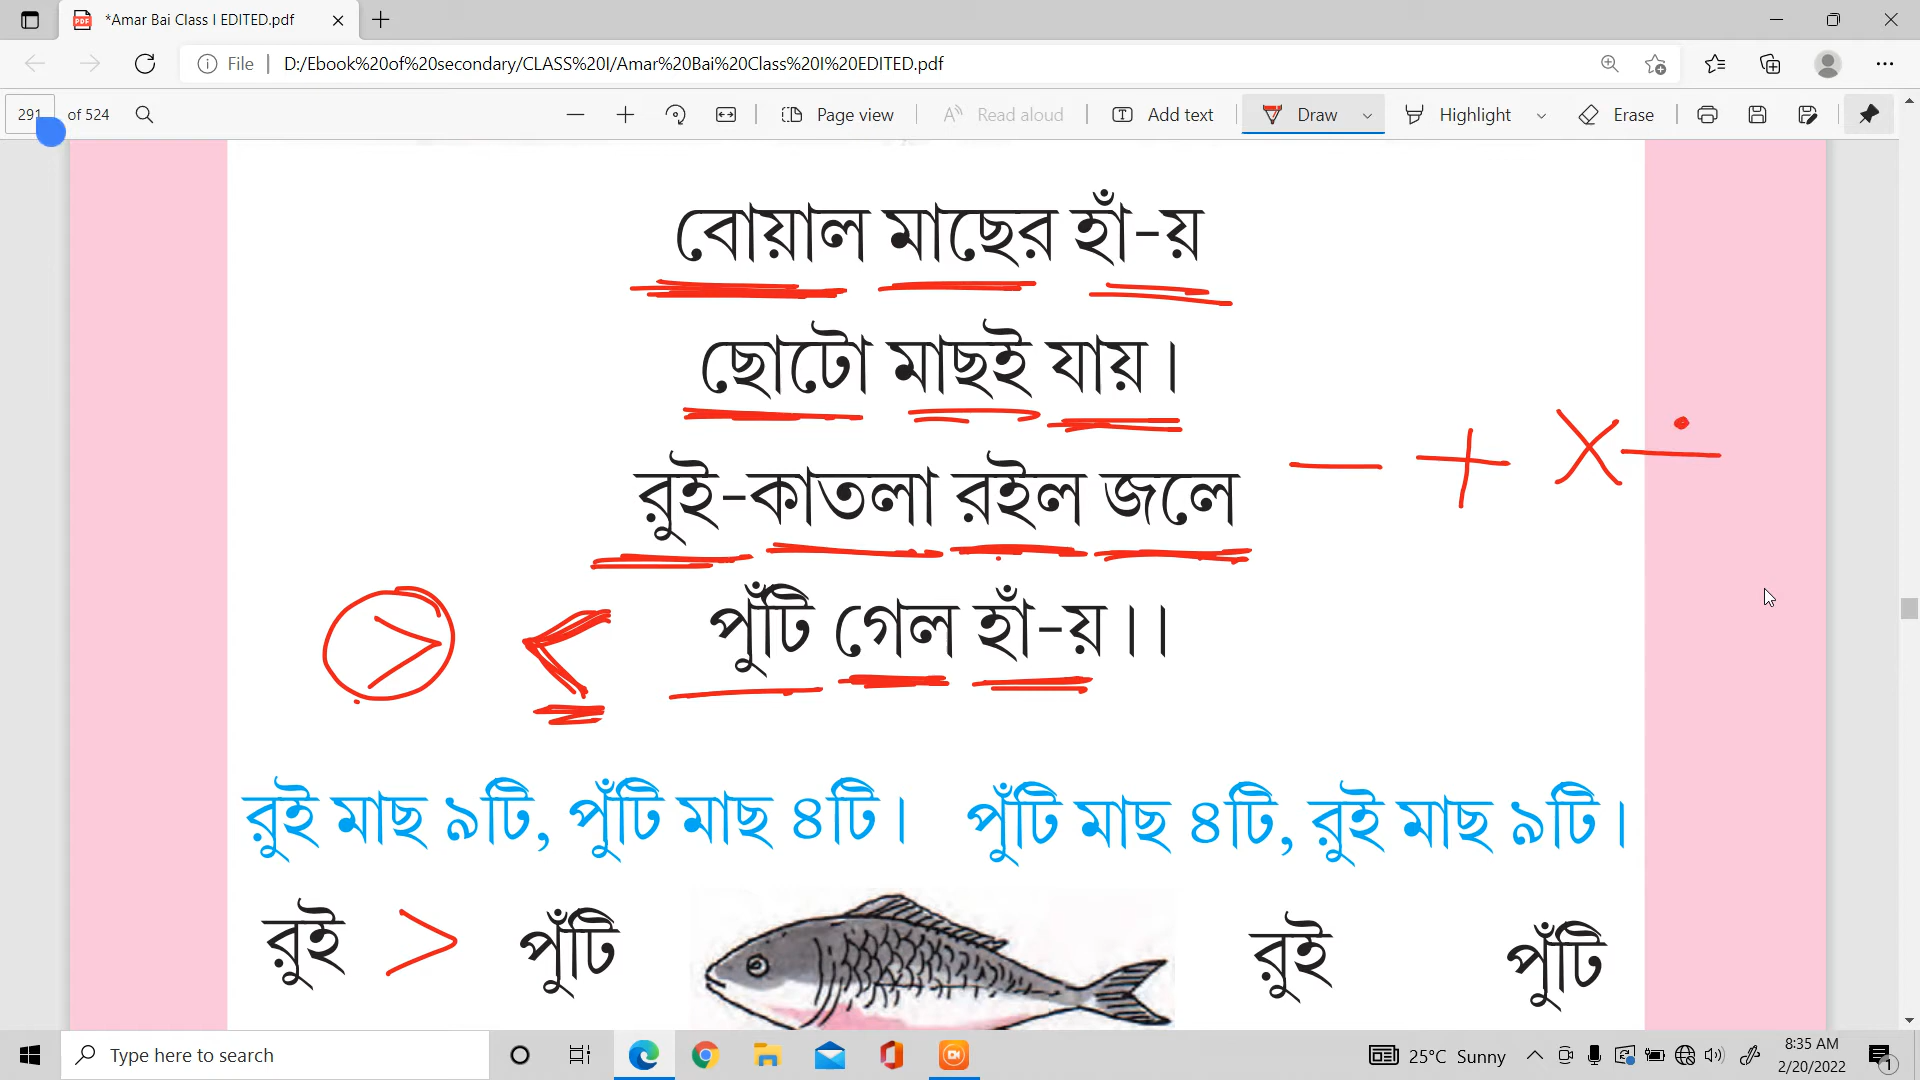 *Amar Bai Class I EDITED.pdf
File D:/Ebook%20of%20secondary/CLASS%20I/Amar%20Bai%20Class%20I%20EDITED.pdf
291 of 524 Page view Read aloud Add text Draw Highlight Erase
বোয়াল মাছের হাঁ-য়
ছোটো মাছই যায়।
রুই-কাতলা রইল জলে
− + × ÷
> < পুঁটি গেল হাঁ-য়।।
রুই মাছ ৯টি, পুঁটি মাছ ৪টি। পুঁটি মাছ ৪টি, রুই মাছ ৯টি।
রুই > পুঁটি রুই পুঁটি
Type here to search 25°C Sunny 8:35 AM
2/20/2022 1